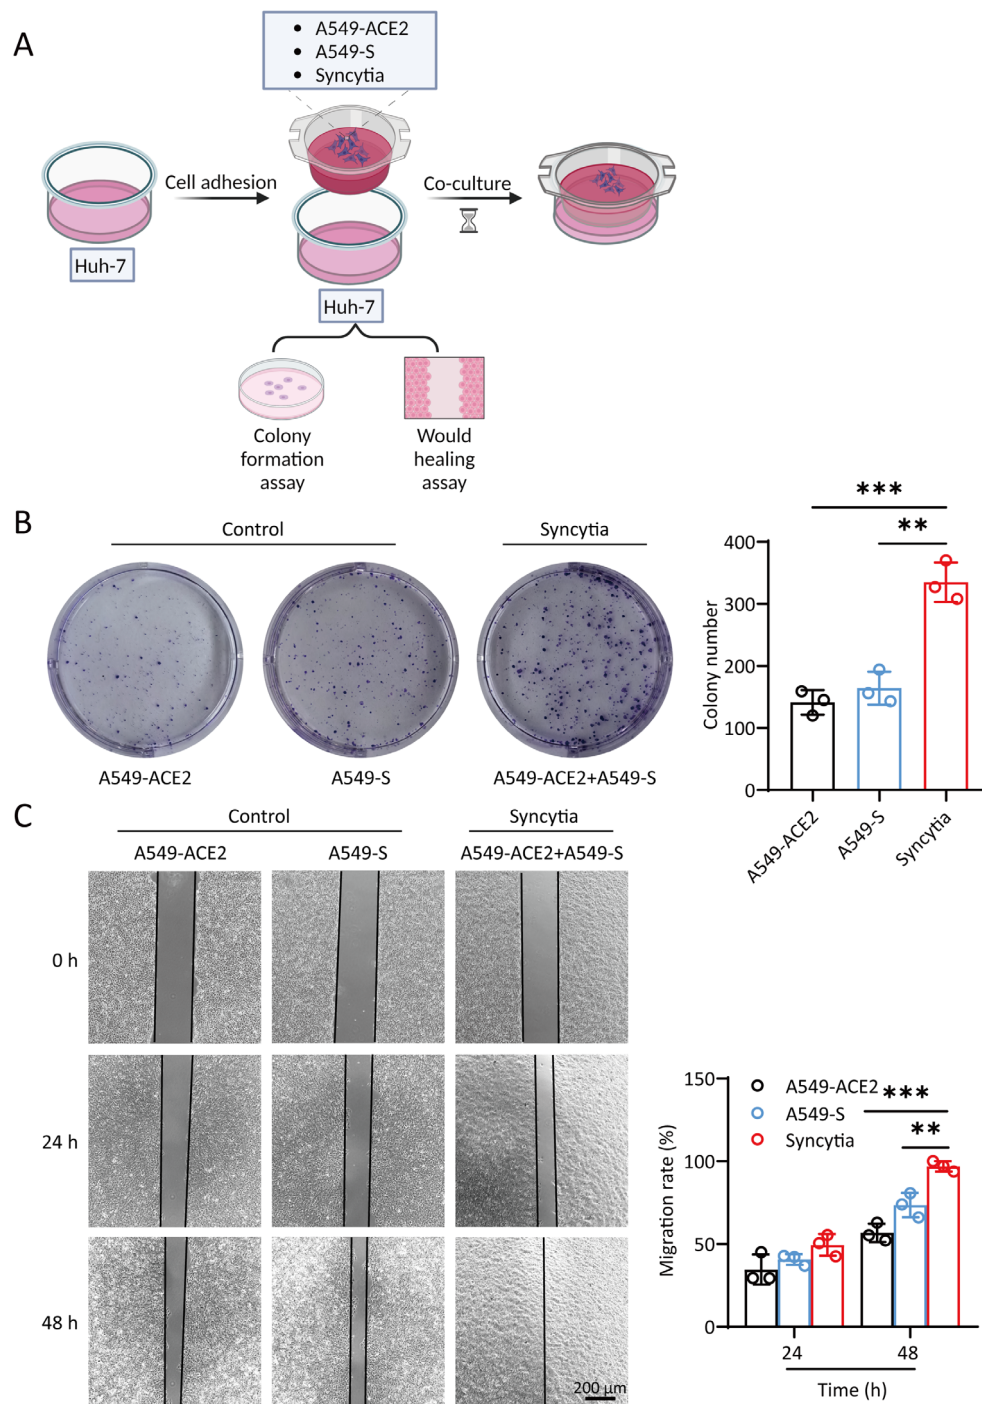 A
• A549-ACE2
• A549-S
• Syncytia
Cell adhesion
Co-culture
Huh-7
Huh-7
Colony
formation
assay
Would
healing
assay
B
Control
Syncytia
A549-ACE2
A549-S
A549-ACE2+A549-S
***
**
Colony number
400
300
200
100
0
A549-ACE2
A549-S
Syncytia
C
Control
Syncytia
A549-ACE2
A549-S
A549-ACE2+A549-S
0 h
24 h
48 h
200 µm
Migration rate (%)
150
100
50
0
A549-ACE2
A549-S
Syncytia
***
**
24
48
Time (h)